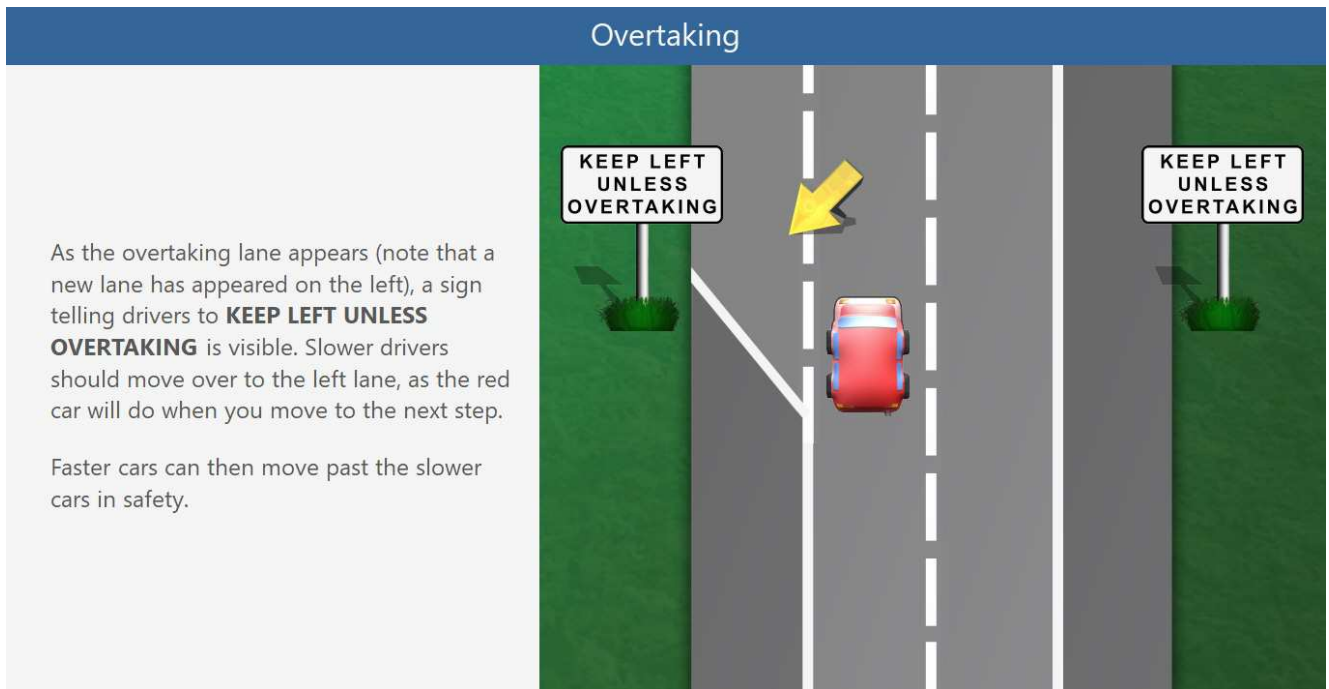 Overtaking
As the overtaking lane appears (note that a
new lane has appeared on the left), a sign
telling drivers to KEEP LEFT UNLESS
OVERTAKING is visible. Slower drivers
should move over to the left lane, as the red
car will do when you move to the next step.
Faster cars can then move past the slower
cars in safety.
KEEP LEFT
UNLESS
OVERTAKING
KEEP LEFT
UNLESS
OVERTAKING